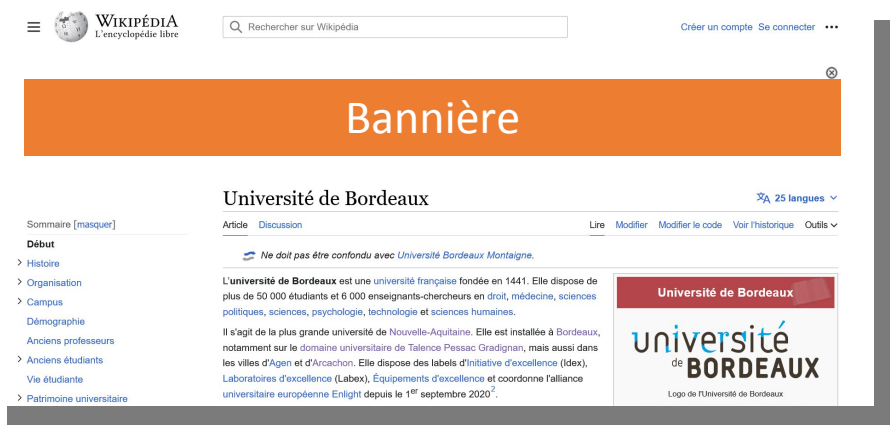 WIKIPÉDIA
L'encyclopédie libre
Rechercher sur Wikipédia
Créer un compte Se connecter
Bannière
Université de Bordeaux
25 langues
Article Discussion
Lire Modifier Modifier le code Voir l'historique Outils
Sommaire [masquer]
Début
Histoire
Organisation
Campus
Démographie
Anciens professeurs
Anciens étudiants
Vie étudiante
Patrimoine universitaire
Ne doit pas être confondu avec Université Bordeaux Montaigne.
L'université de Bordeaux est une université française fondée en 1441. Elle dispose de
plus de 50 000 étudiants et 6 000 enseignants-chercheurs en droit, médecine, sciences
politiques, sciences, psychologie, technologie et sciences humaines.
Il s'agit de la plus grande université de Nouvelle-Aquitaine. Elle est installée à Bordeaux,
notamment sur le domaine universitaire de Talence Pessac Gradignan, mais aussi dans
les villes d'Agen et d'Arcachon. Elle dispose des labels d'Initiative d'excellence (Idex),
Laboratoires d'excellence (Labex), Équipements d'excellence et coordonne l'alliance
universitaire européenne Enlight depuis le 1er septembre 2020².
Université de Bordeaux
université
de BORDEAUX
Logo de l'Université de Bordeaux